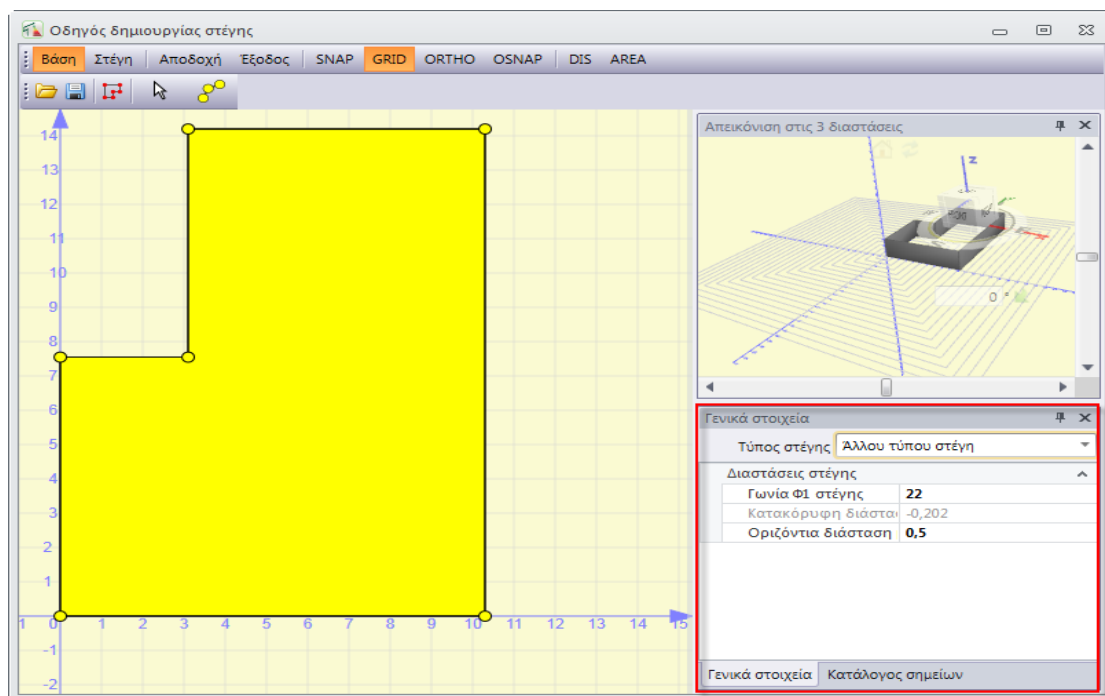 Οδηγός δημιουργίας στέγης
Βάση Στέγη Αποδοχή Έξοδος SNAP GRID ORTHO OSNAP DIS AREA
14
13
12
11
10
9
8
7
6
5
4
3
2
1
1 0 1 2 3 4 5 6 7 8 9 10 11 12 13 14 15
-1
-2
Απεικόνιση στις 3 διαστάσεις
z
0 °
Γενικά στοιχεία
Τύπος στέγης Άλλου τύπου στέγη
Διαστάσεις στέγης
Γωνία Φ1 στέγης 22
Κατακόρυφη διάστα -0,202
Οριζόντια διάσταση 0,5
Γενικά στοιχεία Κατάλογος σημείων